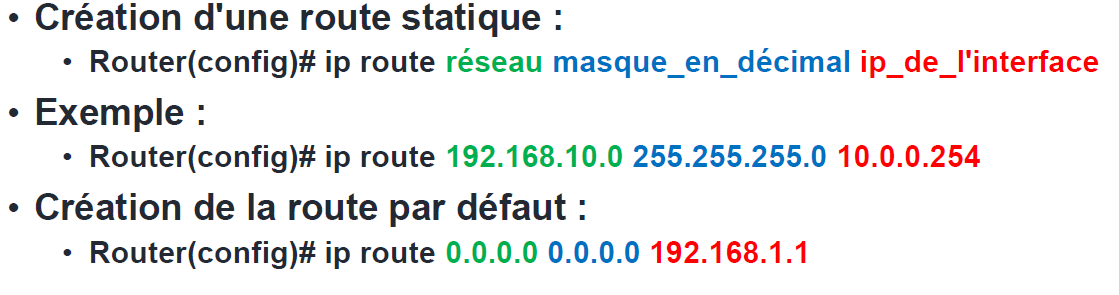 • Création d'une route statique :
• Router(config)# ip route réseau masque_en_décimal ip_de_l'interface
• Exemple :
• Router(config)# ip route 192.168.10.0 255.255.255.0 10.0.0.254
• Création de la route par défaut :
• Router(config)# ip route 0.0.0.0 0.0.0.0 192.168.1.1